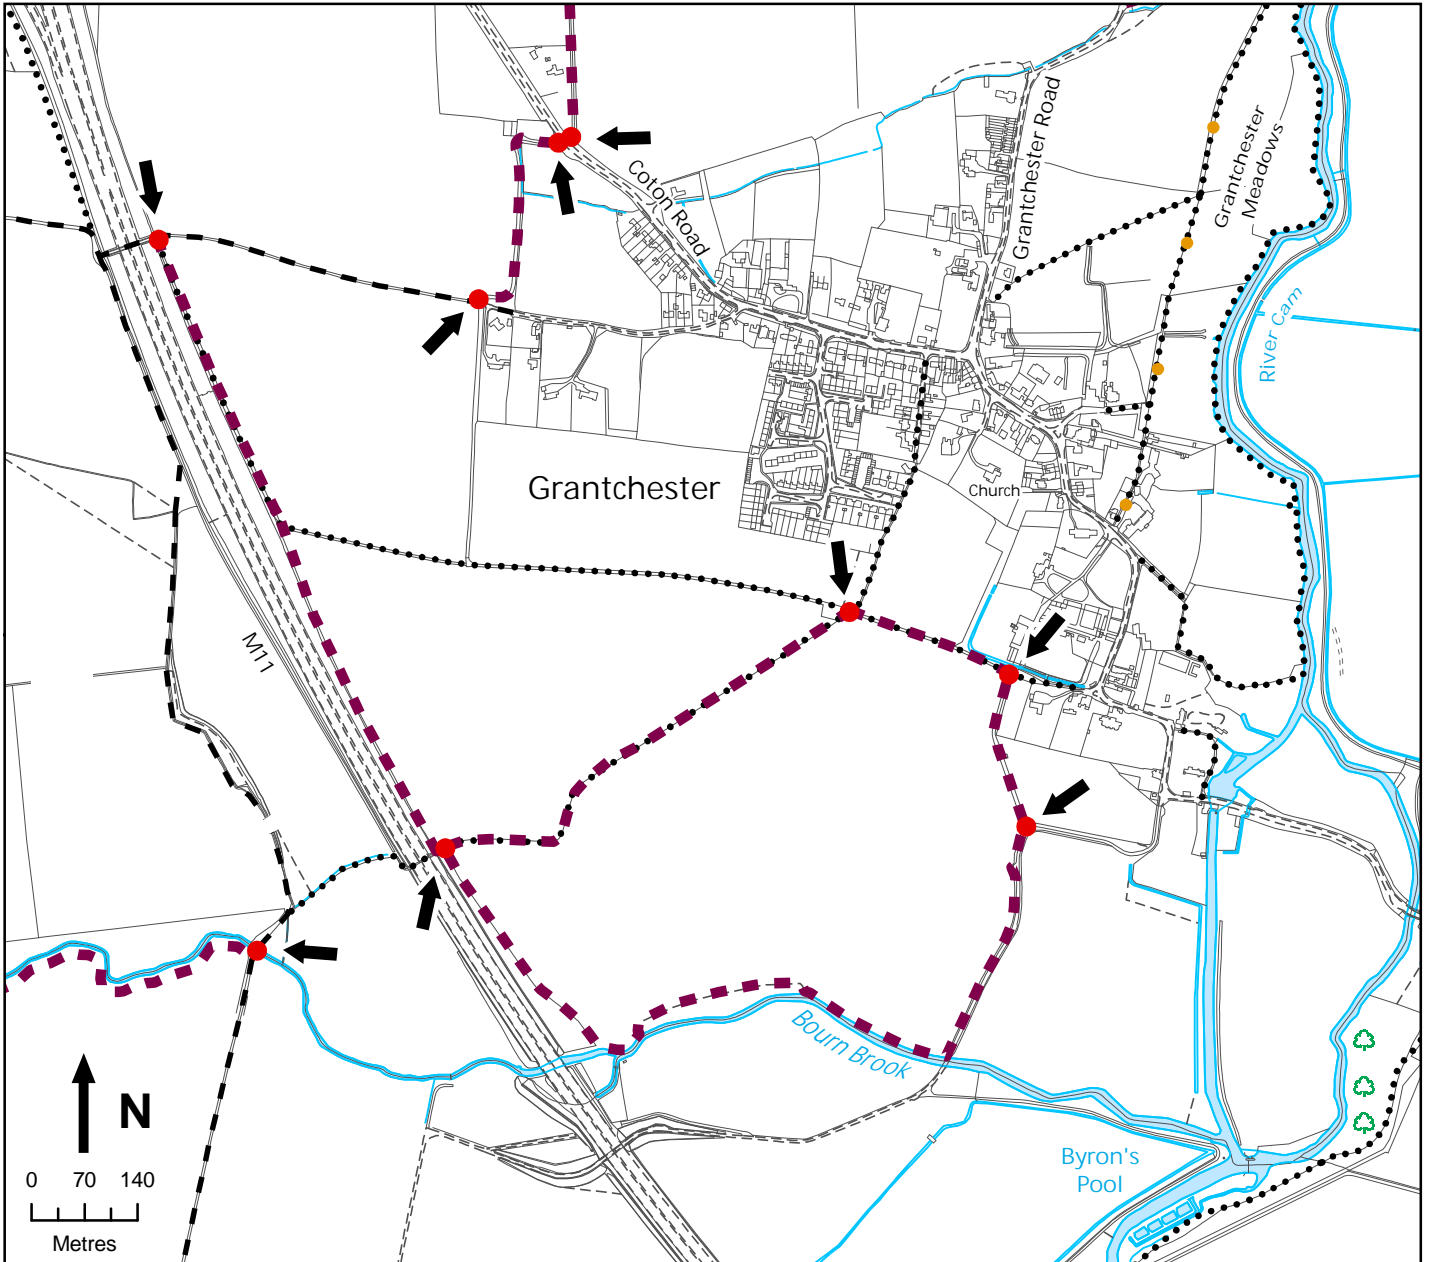 Coton Road
Grantchester Road
Grantchester
Meadows
River Cam
Grantchester
Church
M11
Bourn Brook
N
0 70 140
Metres
Byron's
Pool